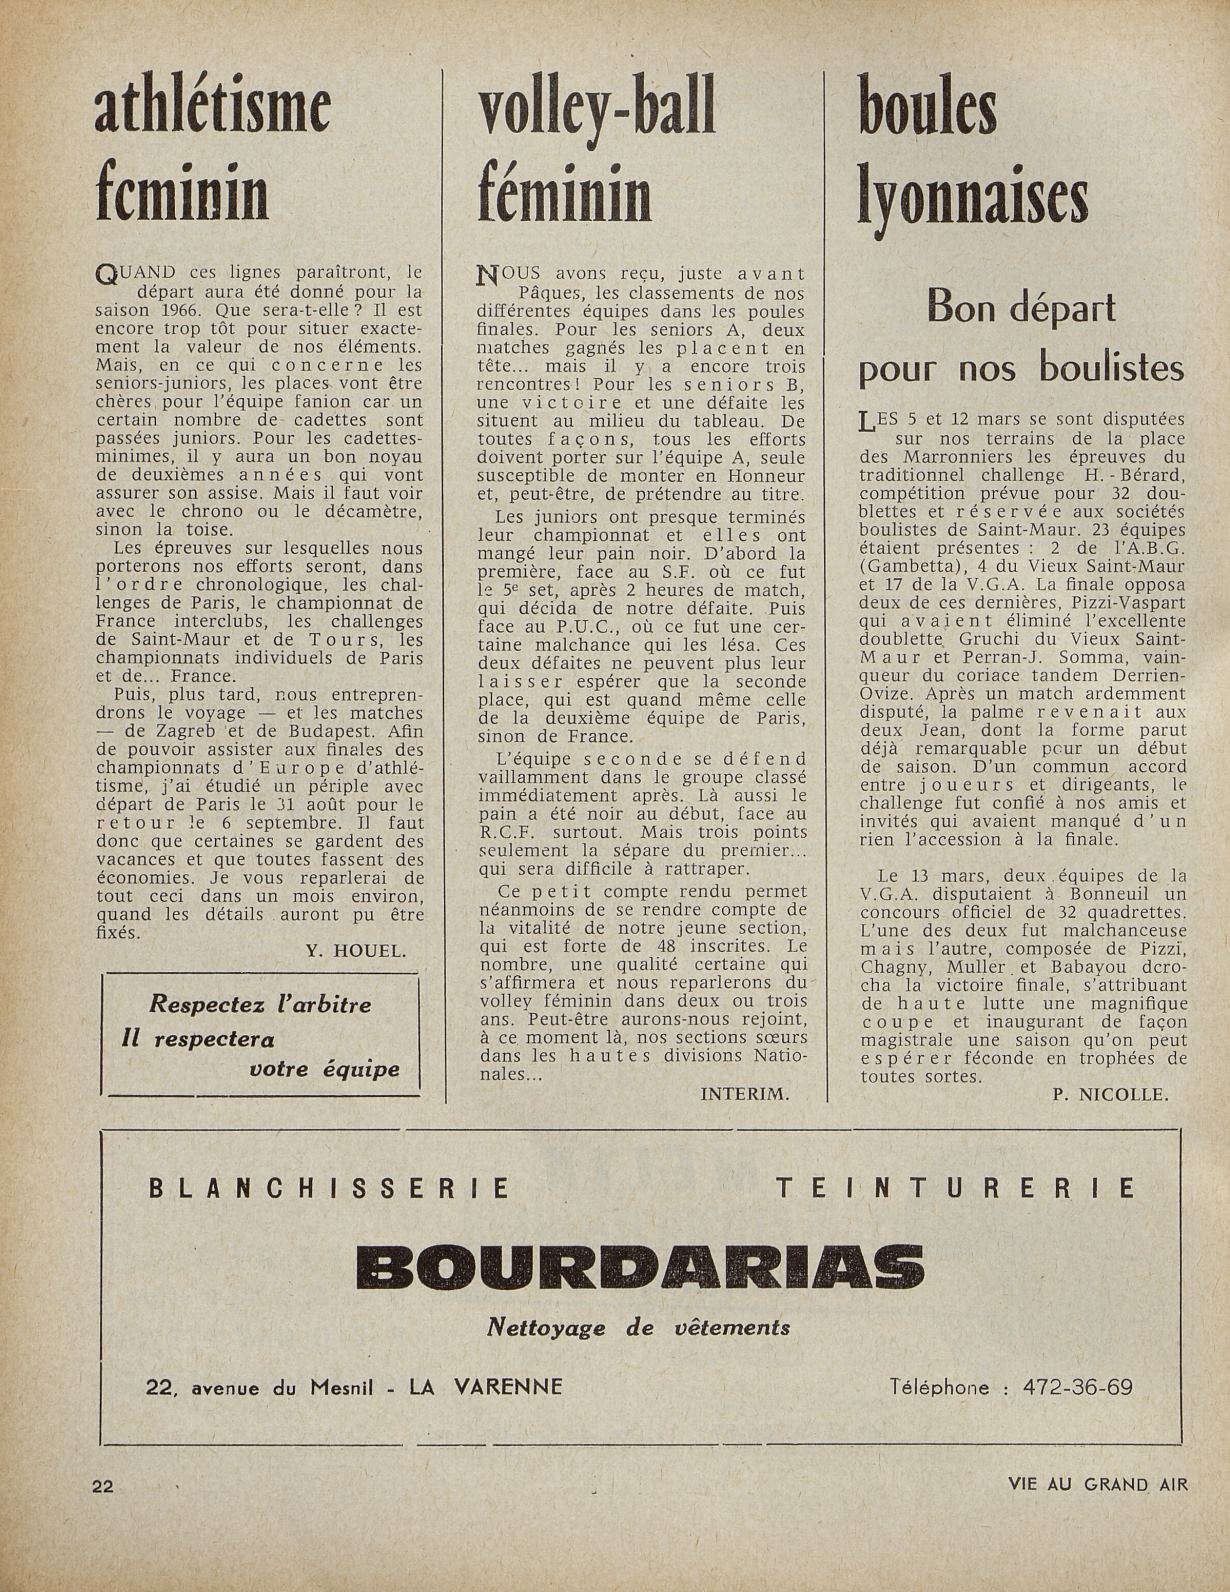 athlétisme
féminin
QUAND ces lignes paraîtront, le
départ aura été donné pour la
saison 1966. Que sera-t-elle ? Il est
encore trop tôt pour situer exacte-
ment la valeur de nos éléments.
Mais, en ce qui concerne les
seniors-juniors, les places vont être
chères pour l'équipe fanion car un
certain nombre de cadettes sont
passées juniors. Pour les cadettes-
minimes, il y aura un bon noyau
de deuxièmes années qui vont
assurer son assise. Mais il faut voir
avec le chrono ou le décamètre,
sinon la toise.
Les épreuves sur lesquelles nous
porterons nos efforts seront, dans
l'ordre chronologique, les chal-
lenges de Paris, le championnat de
France interclubs, les challenges
de Saint-Maur et de Tours, les
championnats individuels de Paris
et de... France.
Puis, plus tard, nous entrepren-
drons le voyage — et les matches
— de Zagreb et de Budapest. Afin
de pouvoir assister aux finales des
championnats d'Europe d'athlé-
tisme, j'ai étudié un périple avec
départ de Paris le 31 août pour le
retour le 6 septembre. Il faut
donc que certaines se gardent des
vacances et que toutes fassent des
économies. Je vous reparlerai de
tout ceci dans un mois environ,
quand les détails auront pu être
fixés.
Y. HOUEL.
Respectez l'arbitre
Il respectera
votre équipe
volley-ball
féminin
NOUS avons reçu, juste avant
Pâques, les classements de nos
différentes équipes dans les poules
finales. Pour les seniors A, deux
matches gagnés les placent en
tête... mais il y a encore trois
rencontres ! Pour les seniors B,
une victoire et une défaite les
situent au milieu du tableau. De
toutes façons, tous les efforts
doivent porter sur l'équipe A, seule
susceptible de monter en Honneur
et, peut-être, de prétendre au titre.
Les juniors ont presque terminés
leur championnat et elles ont
mangé leur pain noir. D'abord la
première, face au S.F. où ce fut
le 5e set, après 2 heures de match,
qui décida de notre défaite. Puis
face au P.U.C., où ce fut une cer-
taine malchance qui les lésa. Ces
deux défaites ne peuvent plus leur
laisser espérer que la seconde
place, qui est quand même celle
de la deuxième équipe de Paris,
sinon de France.
L'équipe seconde se défend
vaillamment dans le groupe classé
immédiatement après. Là aussi le
pain a été noir au début, face au
R.C.F. surtout. Mais trois points
seulement la sépare du premier...
qui sera difficile à rattraper.
Ce petit compte rendu permet
néanmoins de se rendre compte de
la vitalité de notre jeune section,
qui est forte de 48 inscrites. Le
nombre, une qualité certaine qui
s'affirmera et nous reparlerons du
volley féminin dans deux ou trois
ans. Peut-être aurons-nous rejoint,
à ce moment là, nos sections sœurs
dans les hautes divisions Natio-
nales...
INTERIM.
boules
lyonnaises
Bon départ
pour nos boulistes
LES 5 et 12 mars se sont disputées
sur nos terrains de la place
des Marronniers les épreuves du
traditionnel challenge H. - Bérard,
compétition prévue pour 32 dou-
blettes et réservée aux sociétés
boulistes de Saint-Maur. 23 équipes
étaient présentes : 2 de l'A.B.G.
(Gambetta), 4 du Vieux Saint-Maur
et 17 de la V.G.A. La finale opposa
deux de ces dernières, Pizzi-Vaspart
qui avaient éliminé l'excellente
doublette Gruchi du Vieux Saint-
Maur et Perran-J. Somma, vain-
queur du coriace tandem Derrien-
Ovize. Après un match ardemment
disputé, la palme revenait aux
deux Jean, dont la forme parut
déjà remarquable pour un début
de saison. D'un commun accord
entre joueurs et dirigeants, le
challenge fut confié à nos amis et
invités qui avaient manqué d'un
rien l'accession à la finale.
Le 13 mars, deux équipes de la
V.G.A. disputaient à Bonneuil un
concours officiel de 32 quadrettes.
L'une des deux fut malchanceuse
mais l'autre, composée de Pizzi,
Chagny, Muller et Babayou dcro-
cha la victoire finale, s'attribuant
de haute lutte une magnifique
coupe et inaugurant de façon
magistrale une saison qu'on peut
espérer féconde en trophées de
toutes sortes.
P. NICOLLE.
BLANCHISSERIE TEINTURERIE
BOURDARIAS
Nettoyage de vêtements
22, avenue du Mesnil - LA VARENNE Téléphone : 472-36-69
22 VIE AU GRAND AIR